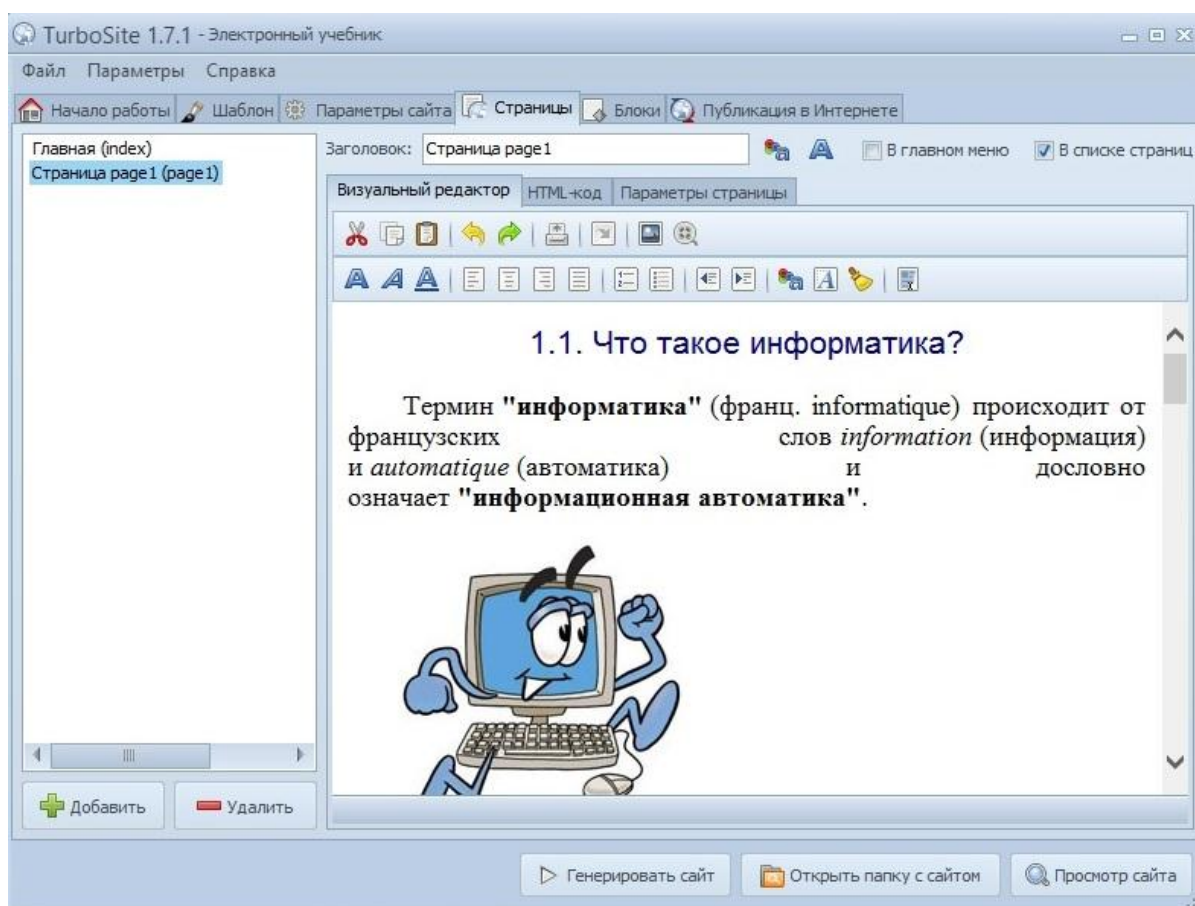 TurboSite 1.7.1 - Электронный учебник
Файл Параметры Справка
Начало работы Шаблон Параметры сайта Страницы Блоки Публикация в Интернете
Главная (index)
Страница page1 (page1)
Заголовок: Страница page1 В главном меню В списке страниц
Визуальный редактор HTML-код Параметры страницы
1.1. Что такое информатика?
Термин "информатика" (франц. informatique) происходит от
французских слов information (информация)
и automatique (автоматика) и дословно
означает "информационная автоматика".
Добавить Удалить
Генерировать сайт Открыть папку с сайтом Просмотр сайта